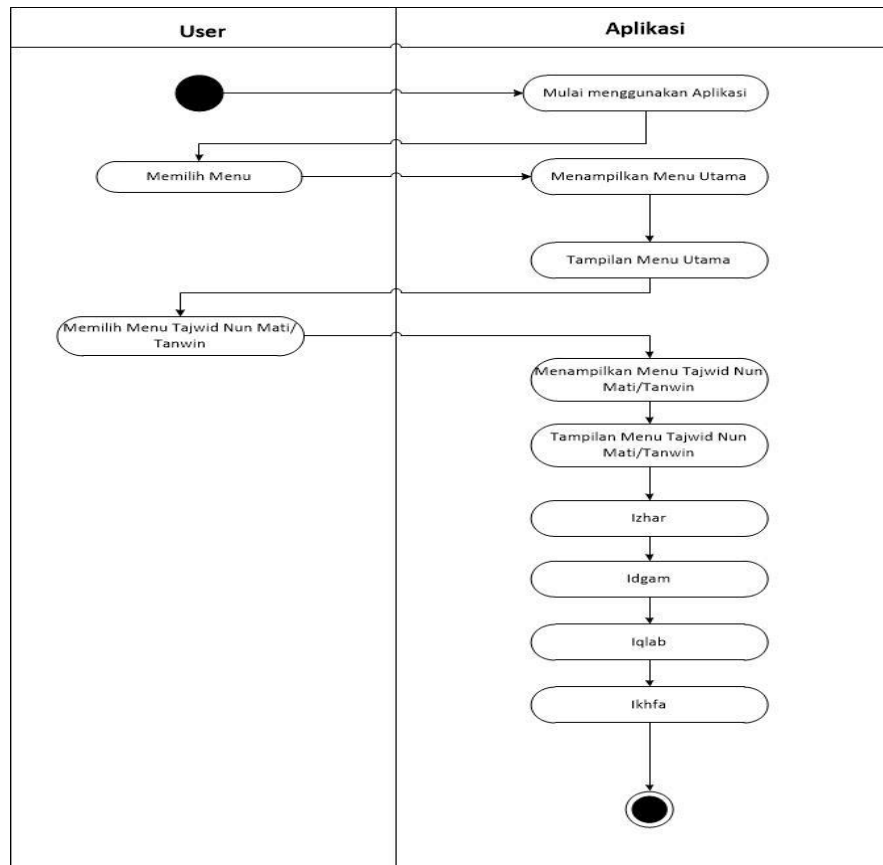 User
Aplikasi
Mulai menggunakan Aplikasi
Memilih Menu
Menampilkan Menu Utama
Tampilan Menu Utama
Memilih Menu Tajwid Nun Mati/
Tanwin
Menampilkan Menu Tajwid Nun
Mati/Tanwin
Tampilan Menu Tajwid Nun
Mati/Tanwin
Izhar
Idgam
Iqlab
Ikhfa